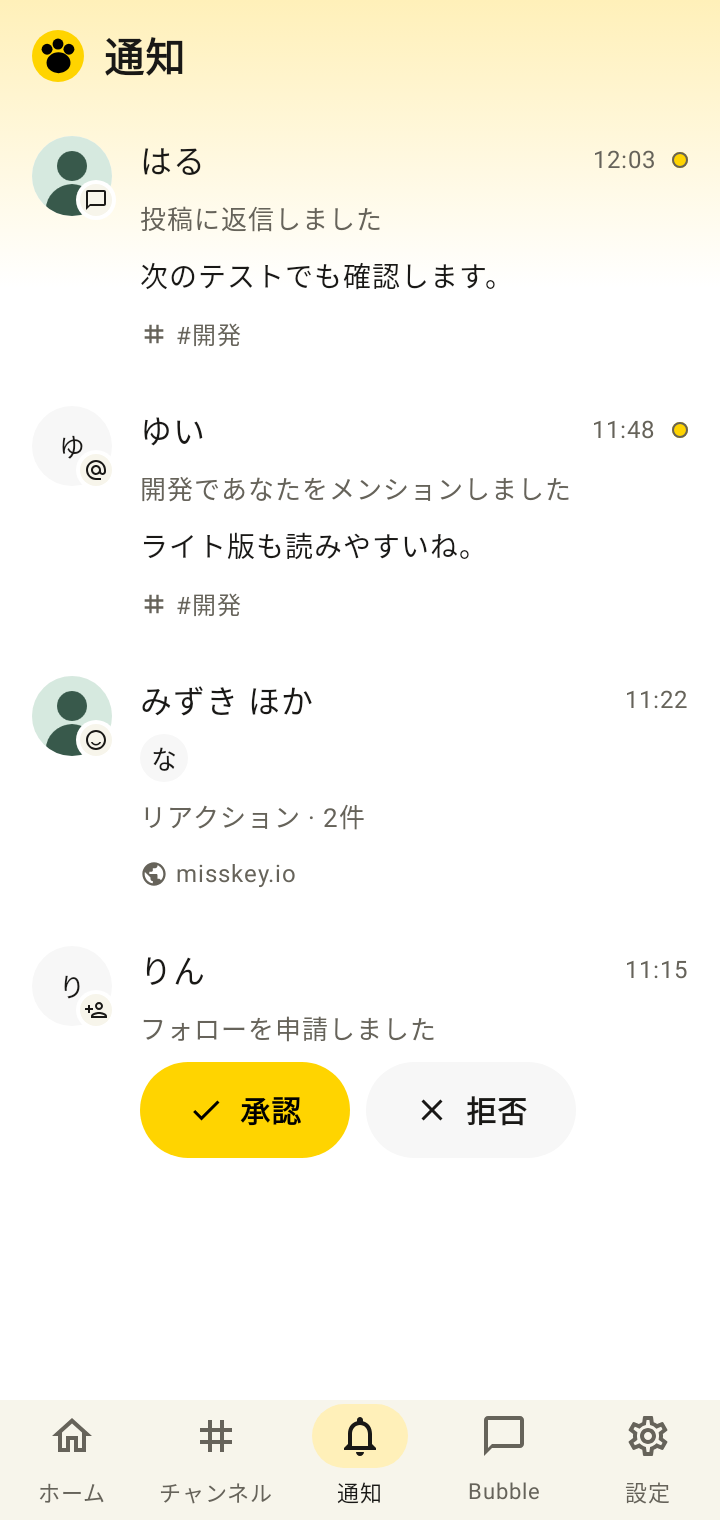 通知
はる 12:03
投稿に返信しました
次のテストでも確認します。
#開発
ゆ
ゆい 11:48
開発であなたをメンションしました
ライト版も読みやすいね。
#開発
みずき ほか 11:22
な
リアクション · 2件
misskey.io
り
りん 11:15
フォローを申請しました
承認 拒否
ホーム チャンネル 通知 Bubble 設定